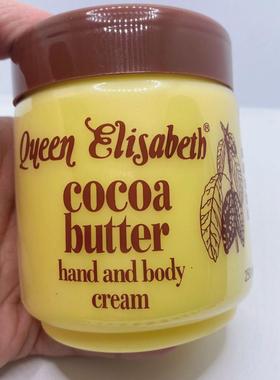 Queen Elisabeth®
cocoa
butter
hand and body
cream